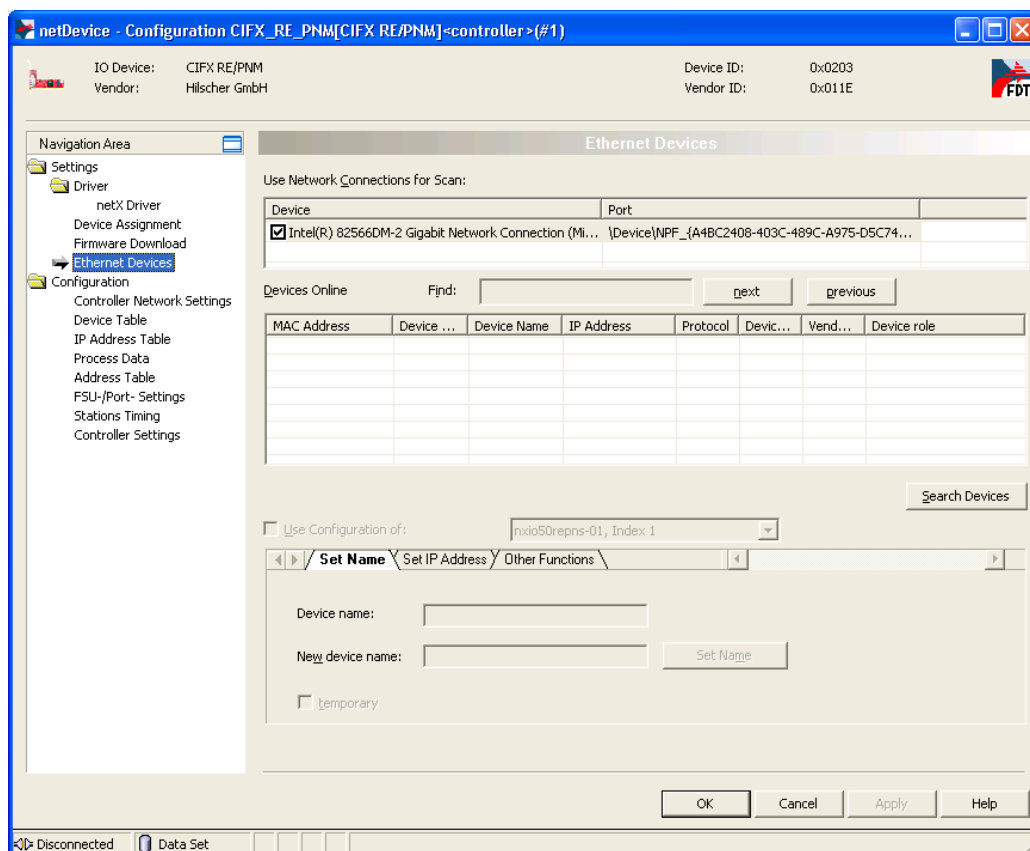 netDevice - Configuration CIFX_RE_PNM[CIFX RE/PNM]<controller>(#1)
IO Device: CIFX RE/PNM Device ID: 0x0203
Vendor: Hilscher GmbH Vendor ID: 0x011E
FDT
Navigation Area
Settings
Driver
netX Driver
Device Assignment
Firmware Download
Ethernet Devices
Configuration
Controller Network Settings
Device Table
IP Address Table
Process Data
Address Table
FSU-/Port- Settings
Stations Timing
Controller Settings
Ethernet Devices
Use Network Connections for Scan:
Device Port
Intel(R) 82566DM-2 Gigabit Network Connection (Mi... \Device\NPF_{A4BC2408-403C-489C-A975-D5C74...
Devices Online Find: next previous
MAC Address Device ... Device Name IP Address Protocol Devic... Vend... Device role
Search Devices
Use Configuration of: nxio50repns-01, Index 1
Set Name Set IP Address Other Functions
Device name:
New device name: Set Name
temporary
OK Cancel Apply Help
Disconnected Data Set